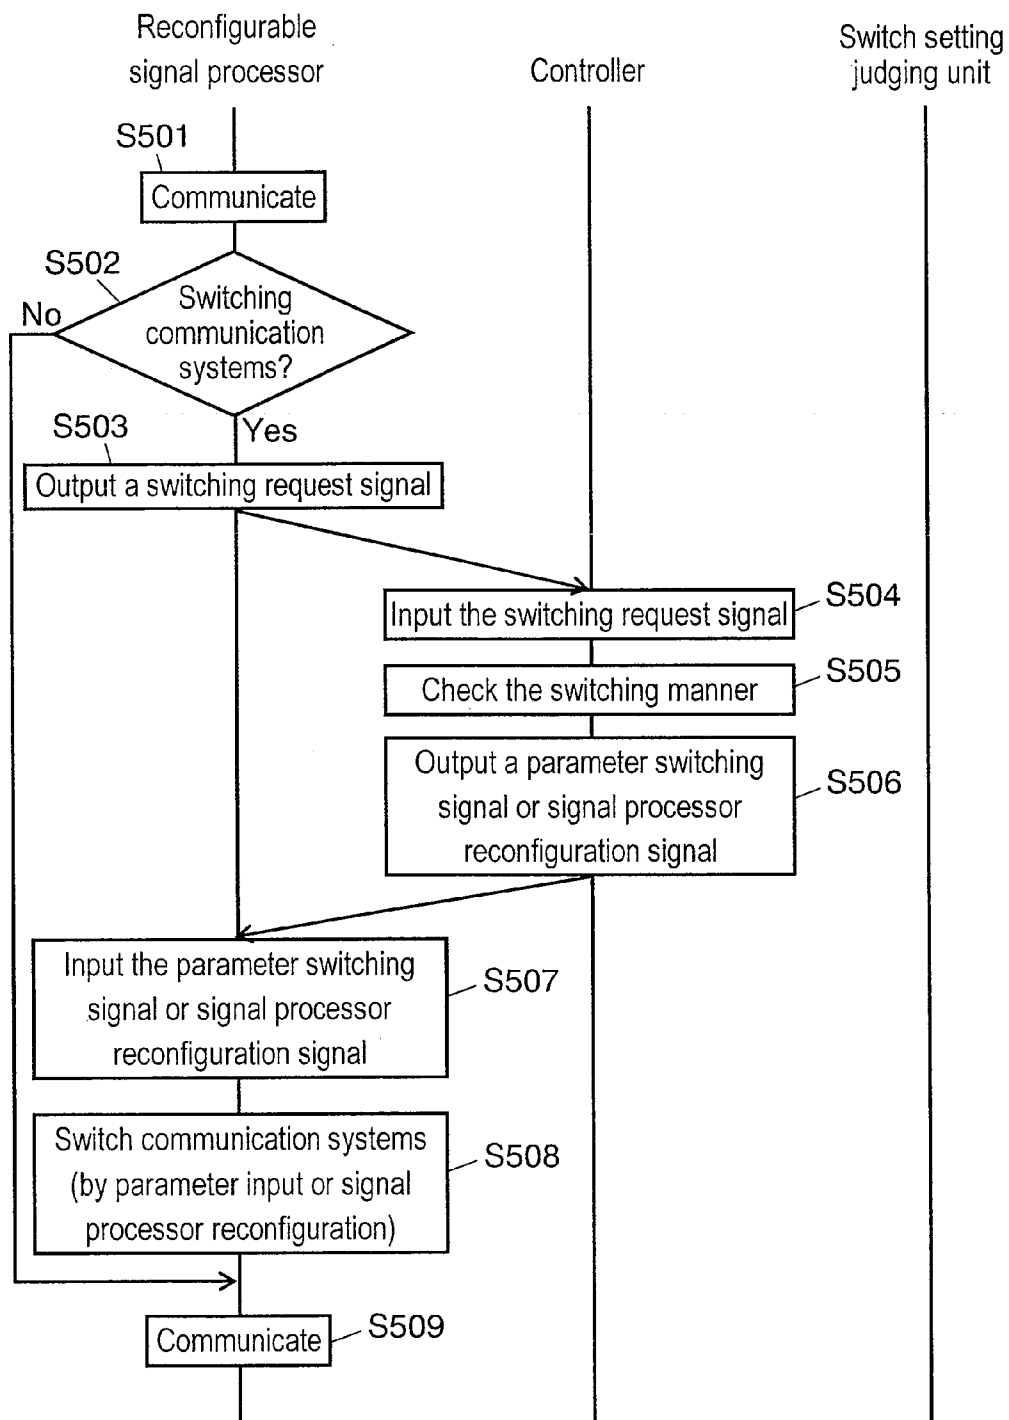 Reconfigurable
signal processor
Controller
Switch setting
judging unit
S501
Communicate
S502
No
Switching
communication
systems?
Yes
S503
Output a switching request signal
Input the switching request signal
S504
Check the switching manner
S505
Output a parameter switching
signal or signal processor
reconfiguration signal
S506
Input the parameter switching
signal or signal processor
reconfiguration signal
S507
Switch communication systems
(by parameter input or signal
processor reconfiguration)
S508
Communicate
S509